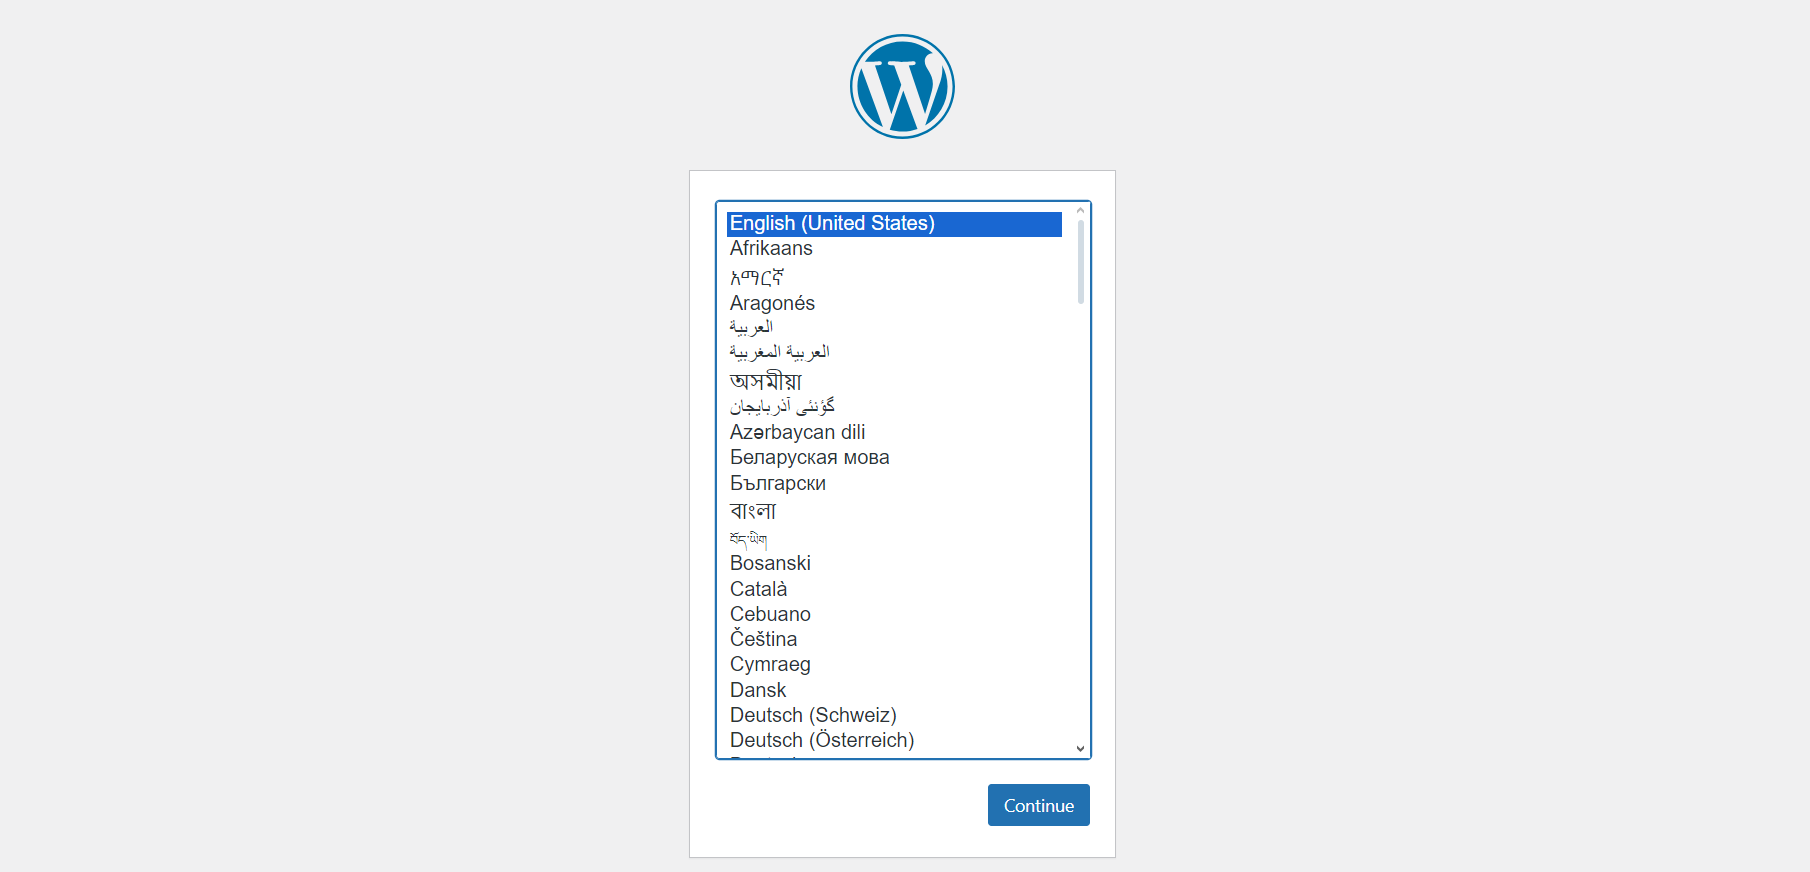 English (United States)
Afrikaans
አማርኛ
Aragonés
العربية
العربية المغربية
অসমীয়া
گؤنئی آذربایجان
Azərbaycan dili
Беларуская мова
Български
বাংলা
བོད་ཡིག
Bosanski
Català
Cebuano
Čeština
Cymraeg
Dansk
Deutsch (Schweiz)
Deutsch (Österreich)
Continue